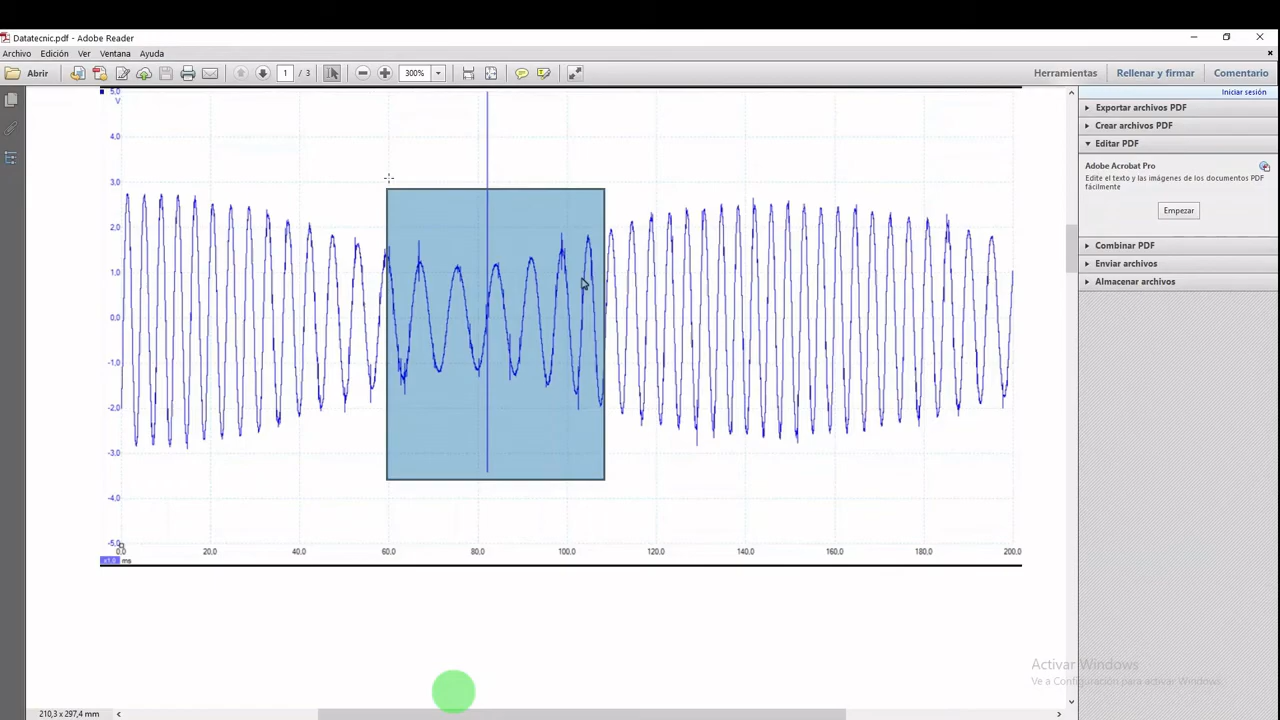 Datatecnic.pdf - Adobe Reader
Archivo Edición Ver Ventana Ayuda
Abrir 1 / 3 300% Herramientas Rellenar y firmar Comentario
Iniciar sesión
Exportar archivos PDF
Crear archivos PDF
Editar PDF
Adobe Acrobat Pro
Edite el texto y las imágenes de los documentos PDF
fácilmente
Empezar
Combinar PDF
Enviar archivos
Almacenar archivos
5,0
V
4,0
3,0
2,0
1,0
0,0
-1,0
-2,0
-3,0
-4,0
-5,0
0,0 20,0 40,0 60,0 80,0 100,0 120,0 140,0 160,0 180,0 200,0
x1,0 ms
Activar Windows
Ve a Configuración para activar Windows.
210,3 x 297,4 mm